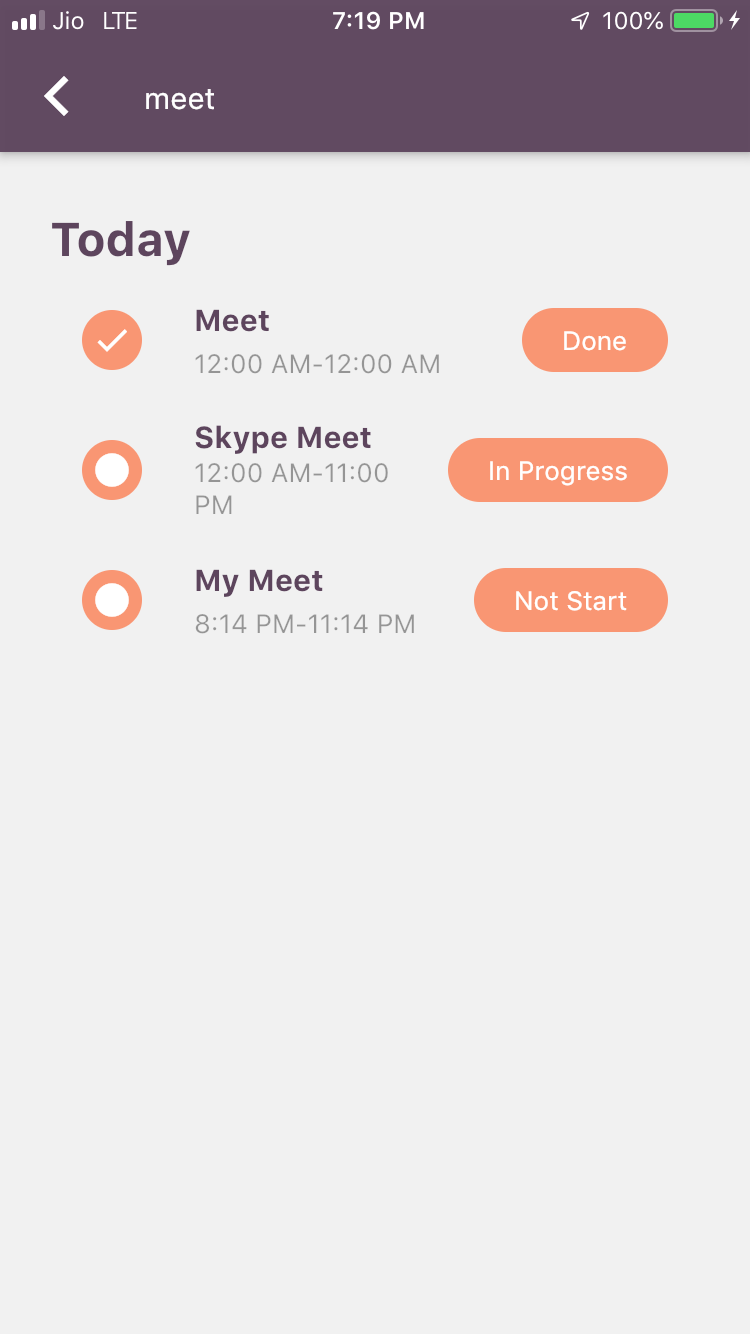 Jio LTE 7:19 PM 100%
meet
Today
Meet
12:00 AM-12:00 AM
Done
Skype Meet
12:00 AM-11:00
PM
In Progress
My Meet
8:14 PM-11:14 PM
Not Start